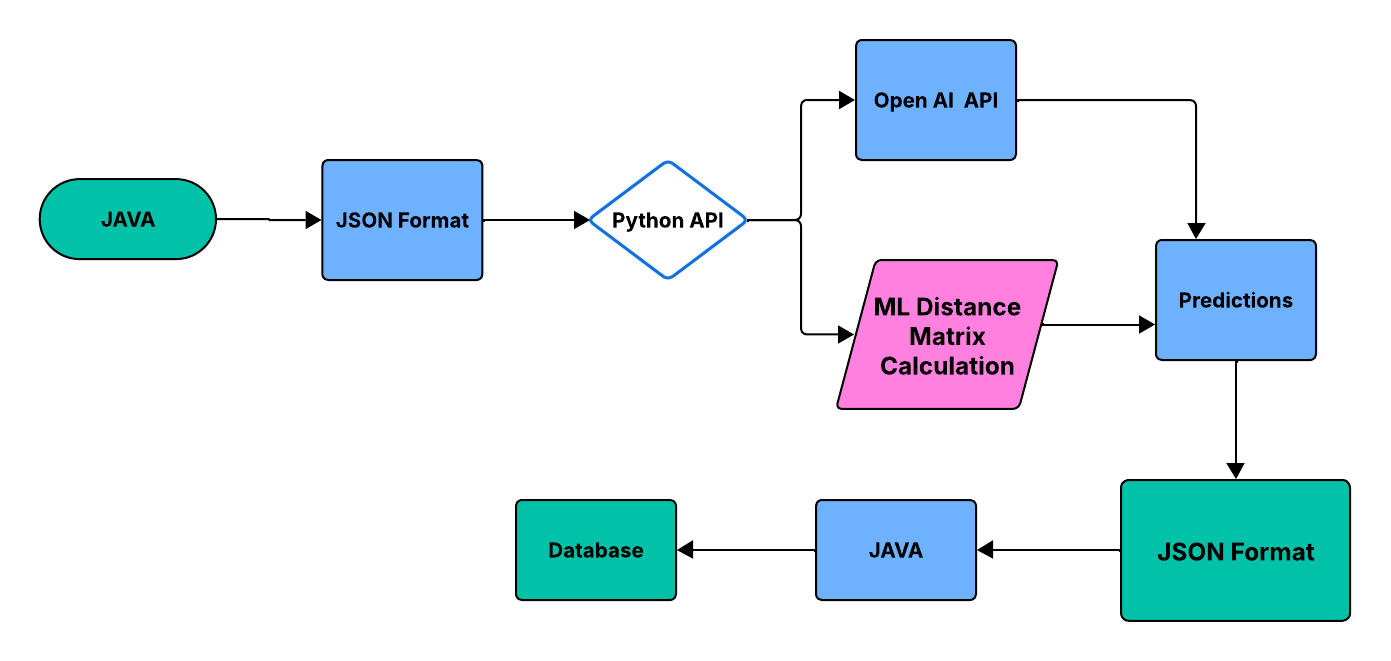 JAVA
JSON Format
Python API
Open AI  API
ML Distance
Matrix
Calculation
Predictions
JSON Format
JAVA
Database